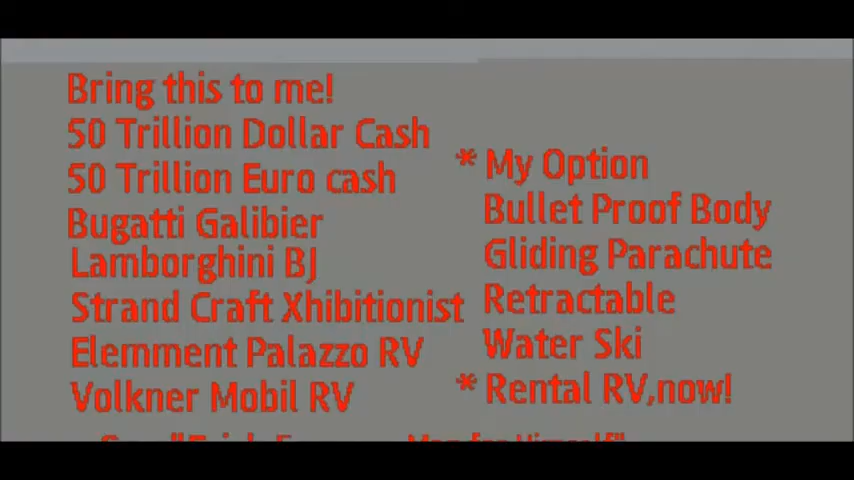 Bring this to me!
50 Trillion Dollar Cash
50 Trillion Euro cash
Bugatti Galibier
Lamborghini BJ
Strand Craft Xhibitionist
Elemment Palazzo RV
Volkner Mobil RV
* My Option
Bullet Proof Body
Gliding Parachute
Retractable
Water Ski
* Rental RV,now!